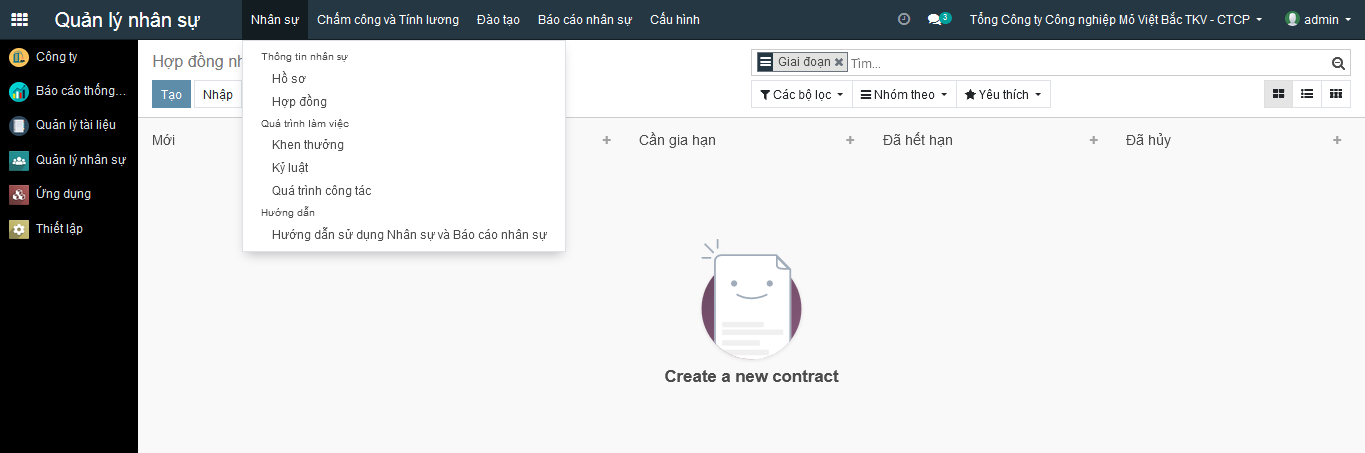 Quản lý nhân sự Nhân sự Chấm công và Tính lương Đào tạo Báo cáo nhân sự Cấu hình 3 Tổng Công ty Công nghiệp Mỏ Việt Bắc TKV - CTCP admin
Công ty
Báo cáo thống...
Quản lý tài liệu
Quản lý nhân sự
Ứng dụng
Thiết lập
Thông tin nhân sự
Hồ sơ
Hợp đồng
Quá trình làm việc
Khen thưởng
Kỷ luật
Quá trình công tác
Hướng dẫn
Hướng dẫn sử dụng Nhân sự và Báo cáo nhân sự
Hợp đồng nh
Giai đoạn Tìm...
Tạo Nhập
Các bộ lọc Nhóm theo Yêu thích
Mới Cần gia hạn Đã hết hạn Đã hủy
Create a new contract